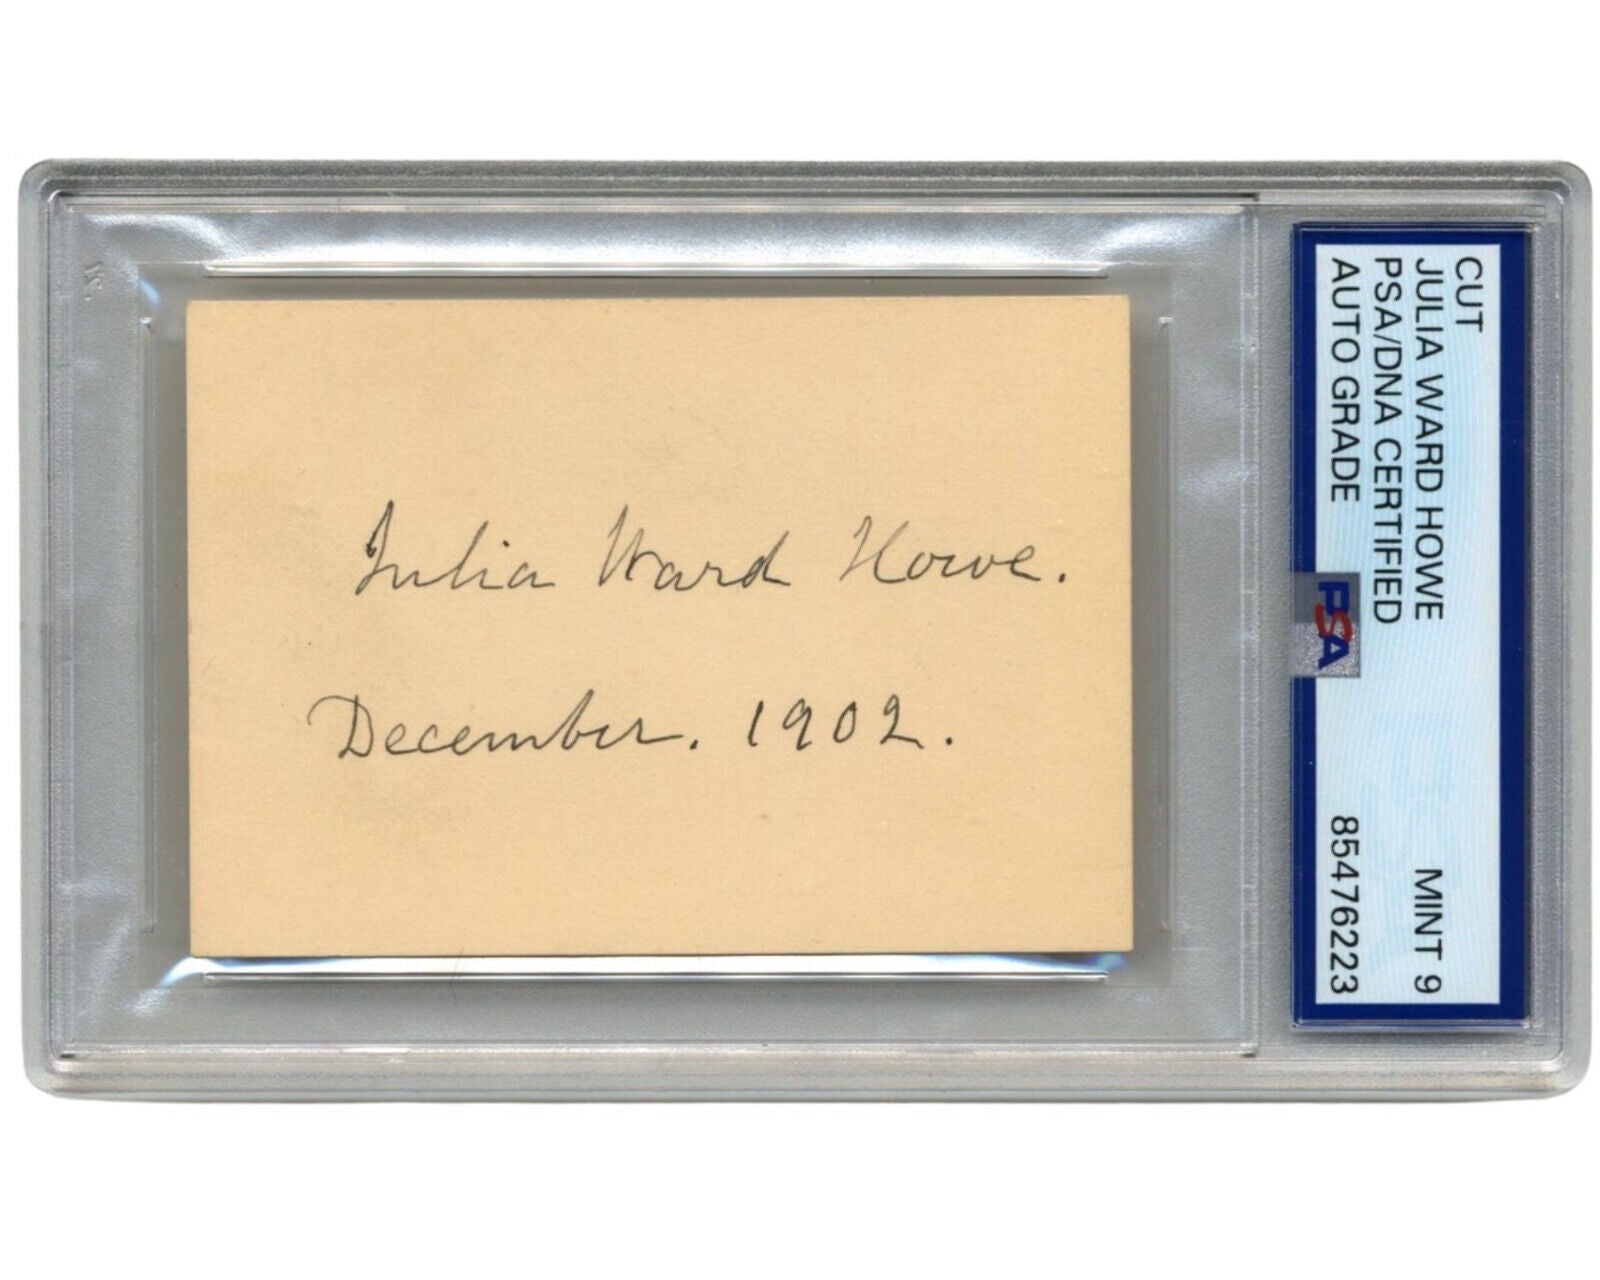 Julia Ward Howe.
December. 1902.
CUT
JULIA WARD HOWE MINT 9
PSA/DNA CERTIFIED
AUTO GRADE 85476223
PSA